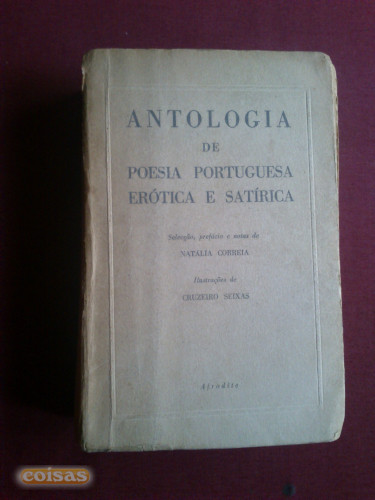 ANTOLOGIA
DE
POESIA PORTUGUESA
ERÓTICA E SATÍRICA
Selecção, prefácio e notas de
NATÁLIA CORREIA
Ilustrações de
CRUZEIRO SEIXAS
Afrodite
coisas